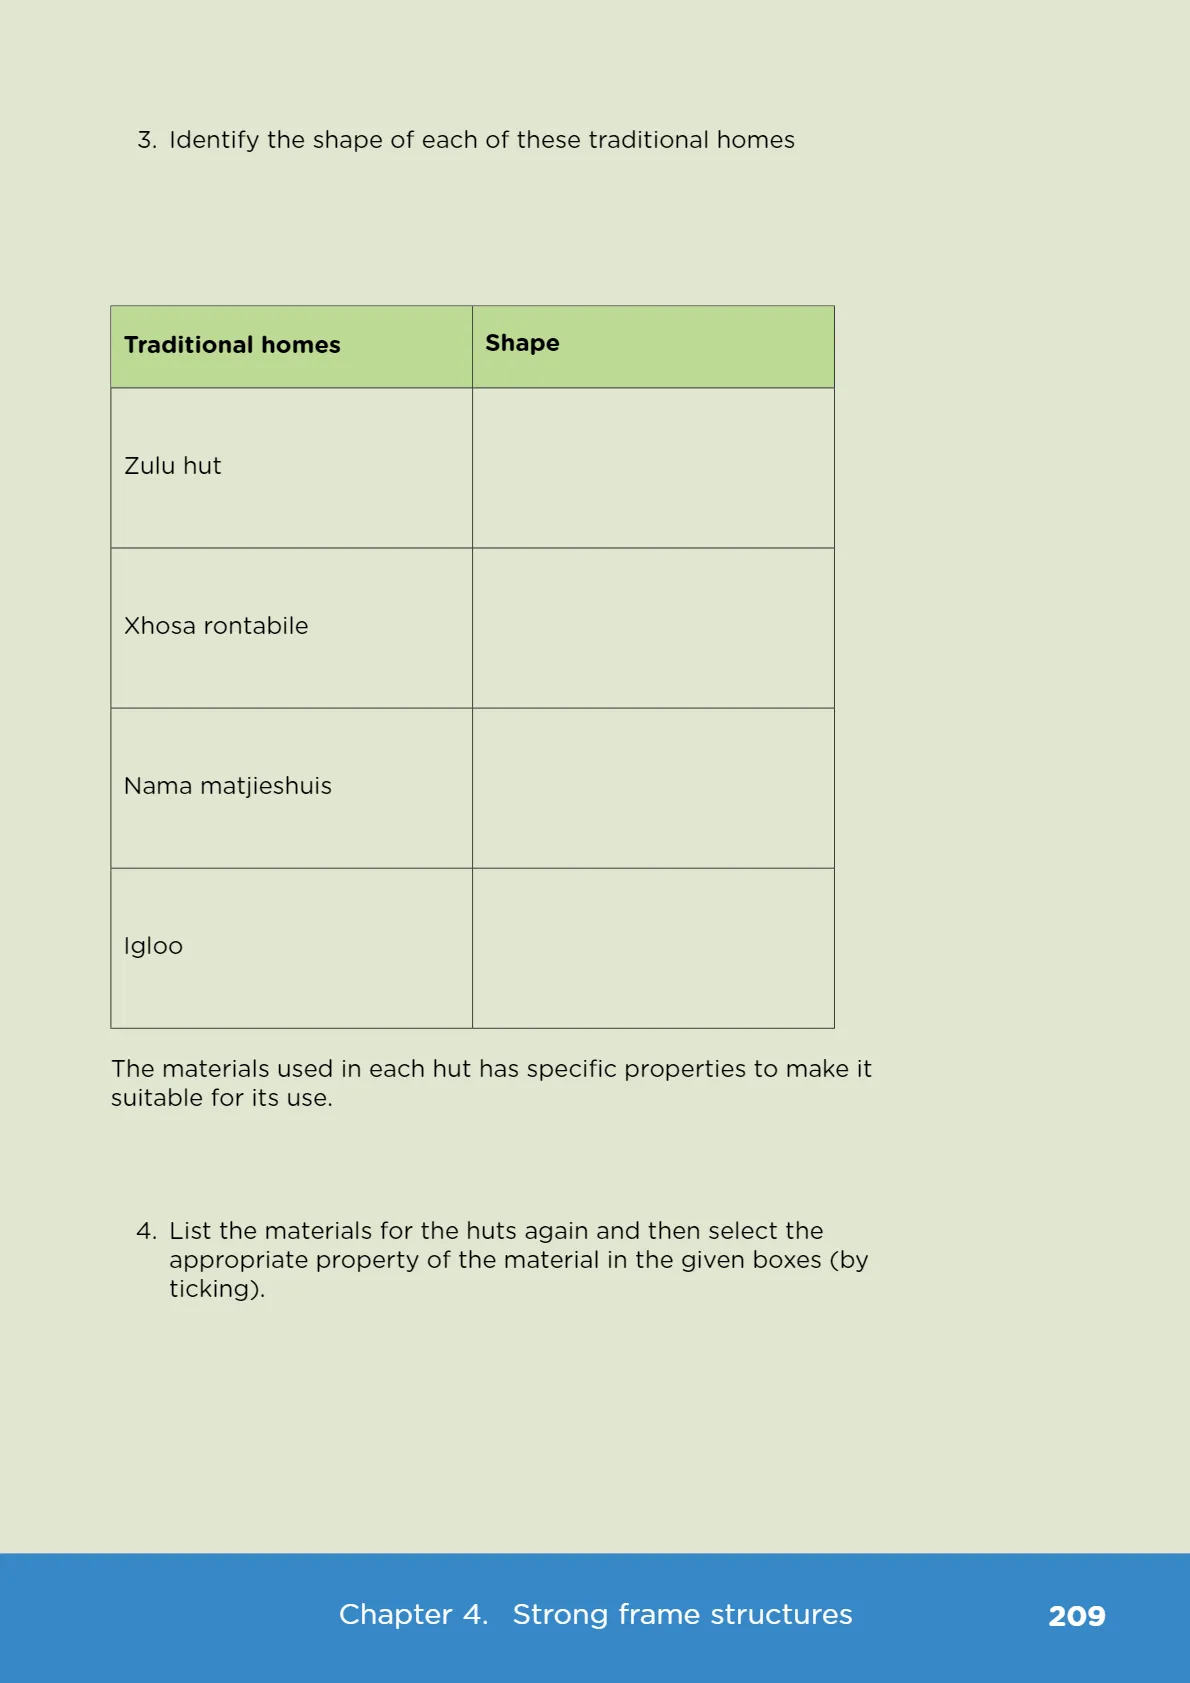 3. Identify the shape of each of these traditional homes
Traditional homes
Shape
Zulu hut
Xhosa rontabile
Nama matjieshuis
Igloo
The materials used in each hut has specific properties to make it
suitable for its use.
4. List the materials for the huts again and then select the
appropriate property of the material in the given boxes (by
ticking).
Chapter 4. Strong frame structures
209